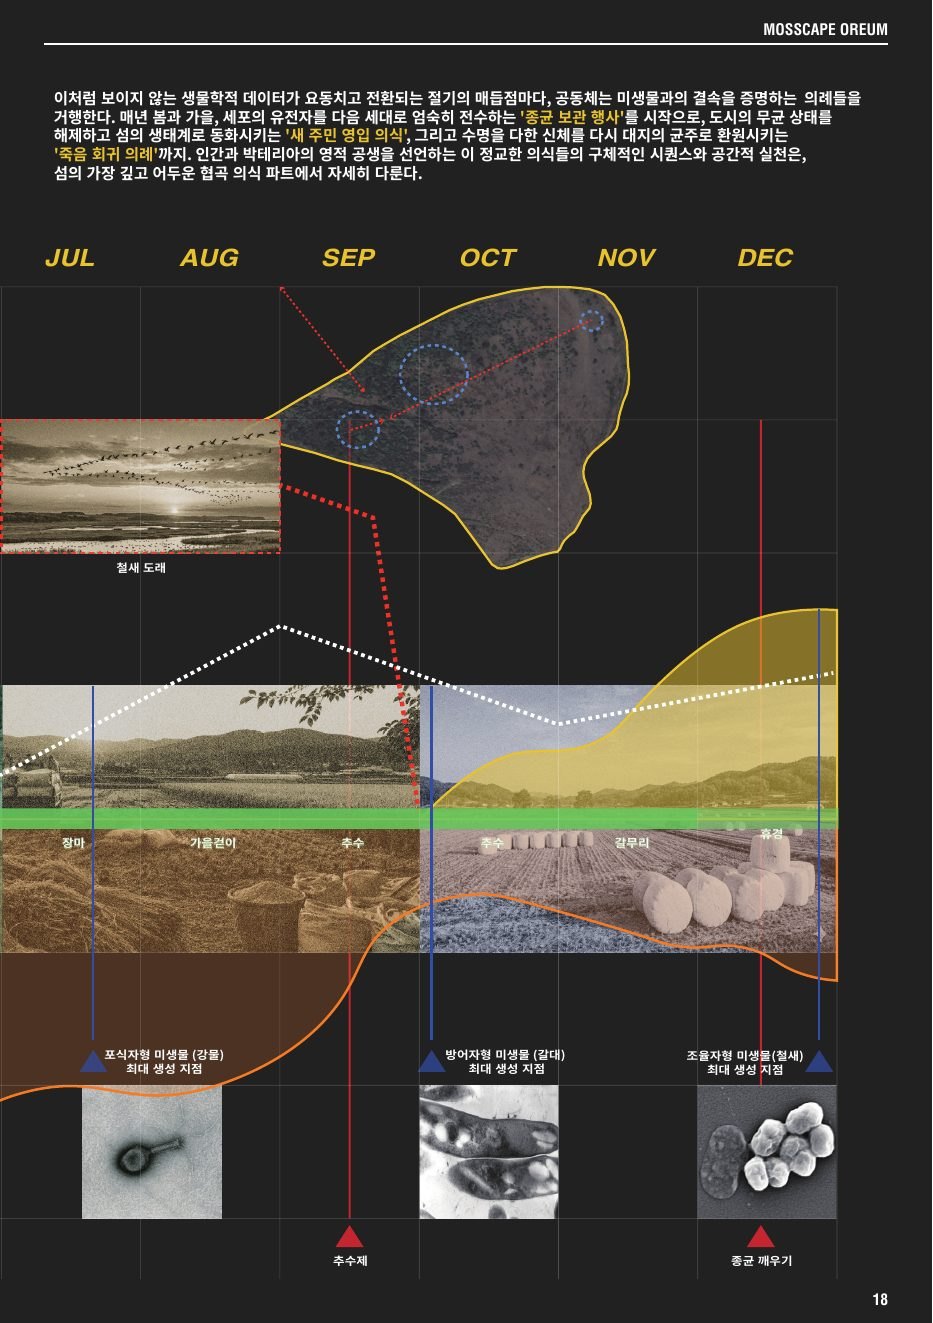 MOSSCAPE OREUM
이처럼 보이지 않는 생물학적 데이터가 요동치고 전환되는 절기의 매듭점마다, 공동체는 미생물과의 결속을 증명하는 의례들을
거행한다. 매년 봄과 가을, 세포의 유전자를 다음 세대로 엄숙히 전수하는 '종균 보관 행사'를 시작으로, 도시의 무균 상태를
해제하고 섬의 생태계로 동화시키는 '새 주민 영입 의식', 그리고 수명을 다한 신체를 다시 대지의 균주로 환원시키는
'죽음 회귀 의례'까지. 인간과 박테리아의 영적 공생을 선언하는 이 정교한 의식들의 구체적인 시퀀스와 공간적 실천은,
섬의 가장 깊고 어두운 협곡 의식 파트에서 자세히 다룬다.
JUL AUG SEP OCT NOV DEC
철새 도래
장마 가을걷이 추수 추수 갈무리 휴경
포식자형 미생물 (강물)
최대 생성 지점
방어자형 미생물 (갈대)
최대 생성 지점
조율자형 미생물(철새)
최대 생성 지점
추수제
종균 깨우기
18